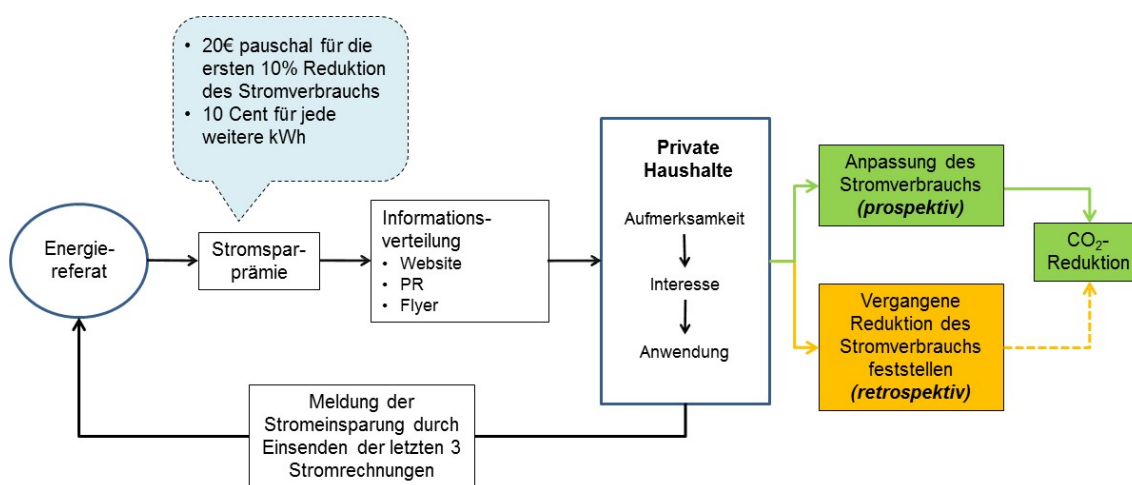 • 20€ pauschal für die
ersten 10% Reduktion
des Stromverbrauchs
• 10 Cent für jede
weitere kWh
Energie-
referat
Stromspar-
prämie
Informations-
verteilung
• Website
• PR
• Flyer
Private
Haushalte
Aufmerksamkeit
Interesse
Anwendung
Anpassung des
Stromverbrauchs
(prospektiv)
CO₂-
Reduktion
Vergangene
Reduktion des
Stromverbrauchs
feststellen
(retrospektiv)
Meldung der
Stromeinsparung durch
Einsenden der letzten 3
Stromrechnungen